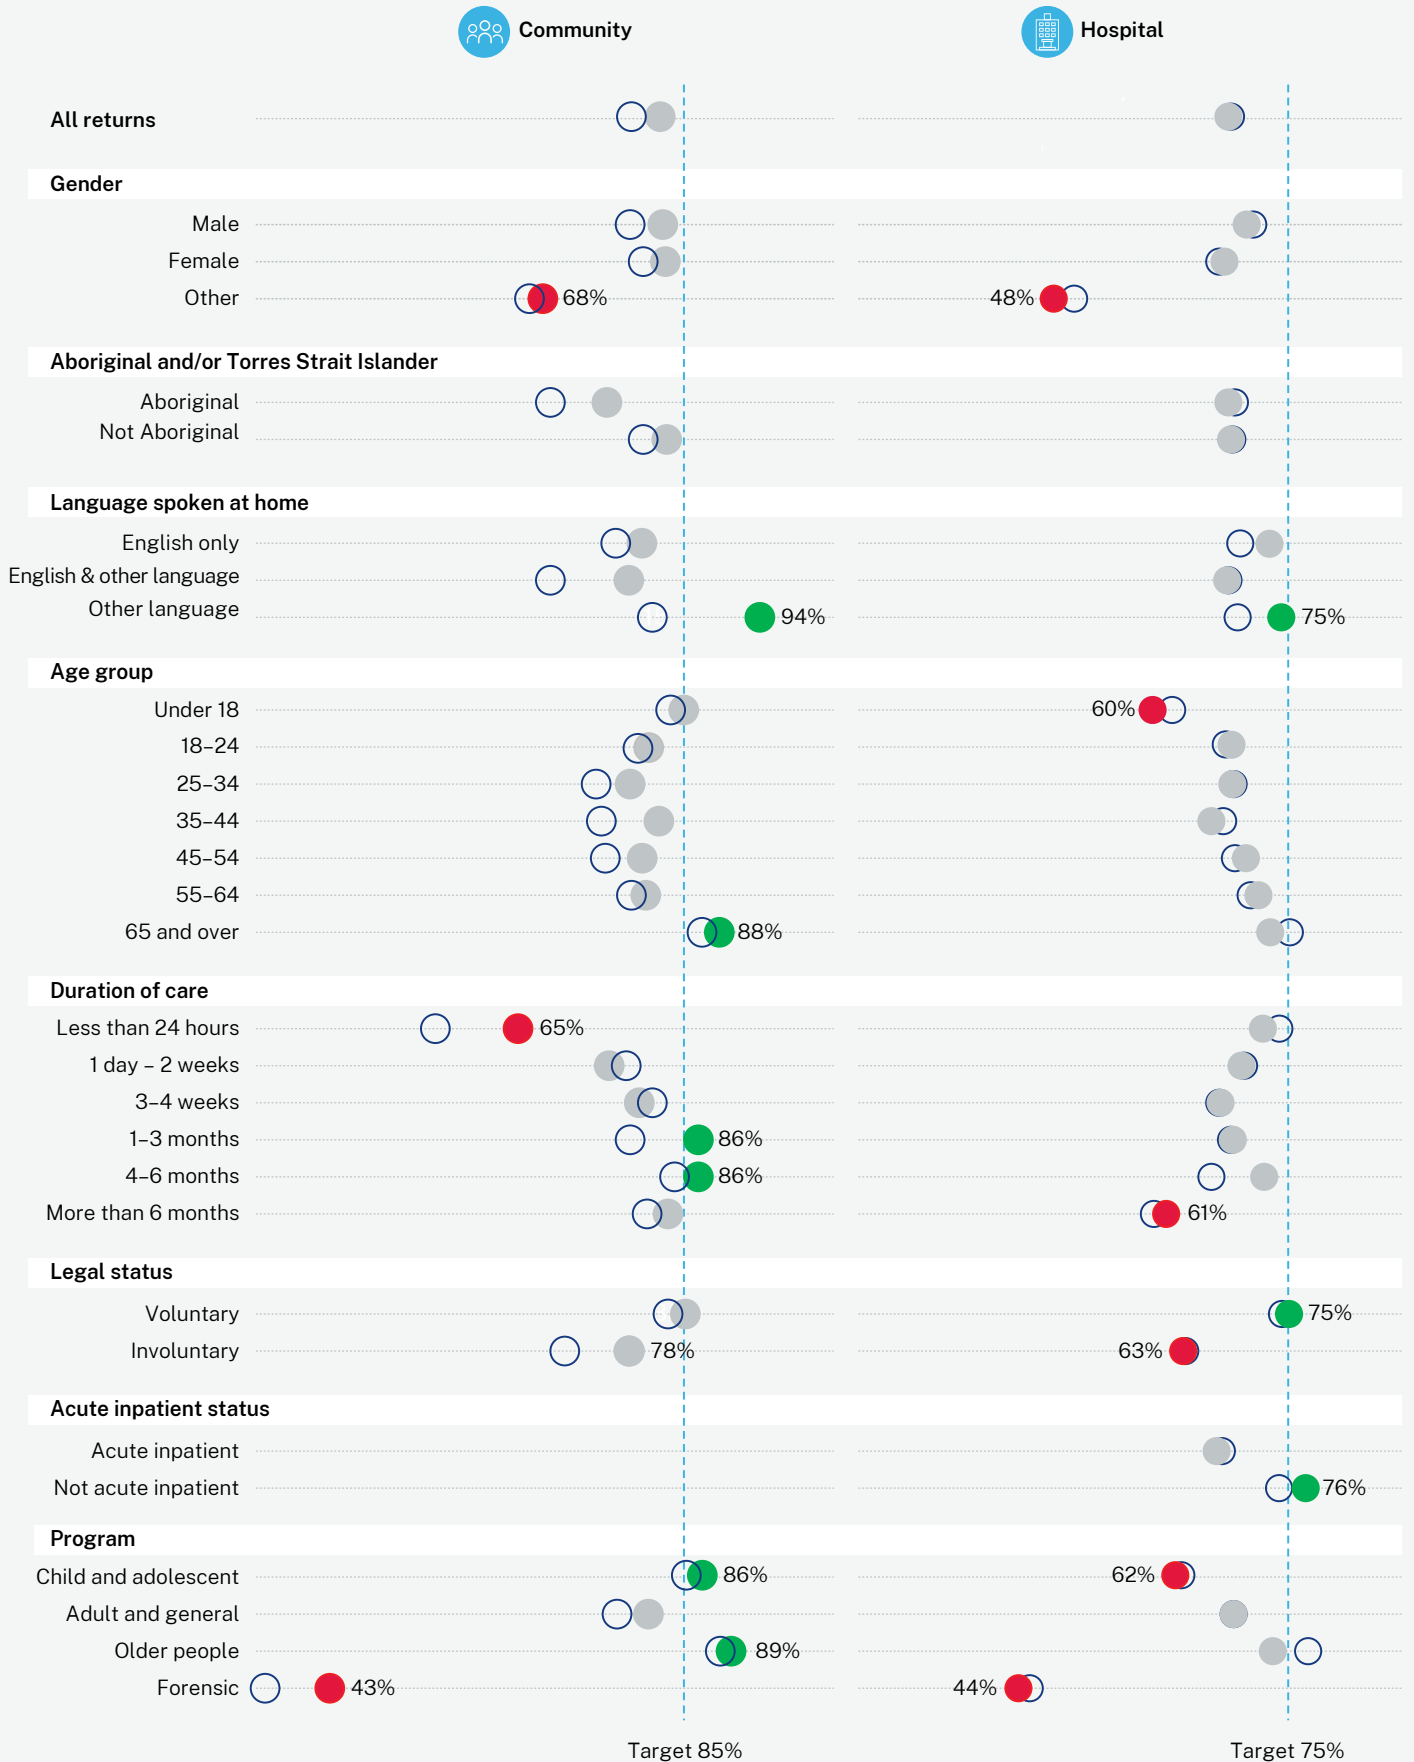 Community Hospital
All returns
Gender
Male
Female
Other 68% 48%
Aboriginal and/or Torres Strait Islander
Aboriginal
Not Aboriginal
Language spoken at home
English only
English & other language
Other language 94% 75%
Age group
Under 18 60%
18–24
25–34
35–44
45–54
55–64
65 and over 88%
Duration of care
Less than 24 hours 65%
1 day – 2 weeks
3–4 weeks
1–3 months 86%
4–6 months 86%
More than 6 months 61%
Legal status
Voluntary 75%
Involuntary 78% 63%
Acute inpatient status
Acute inpatient
Not acute inpatient 76%
Program
Child and adolescent 86% 62%
Adult and general
Older people 89%
Forensic 43% 44%
Target 85% Target 75%